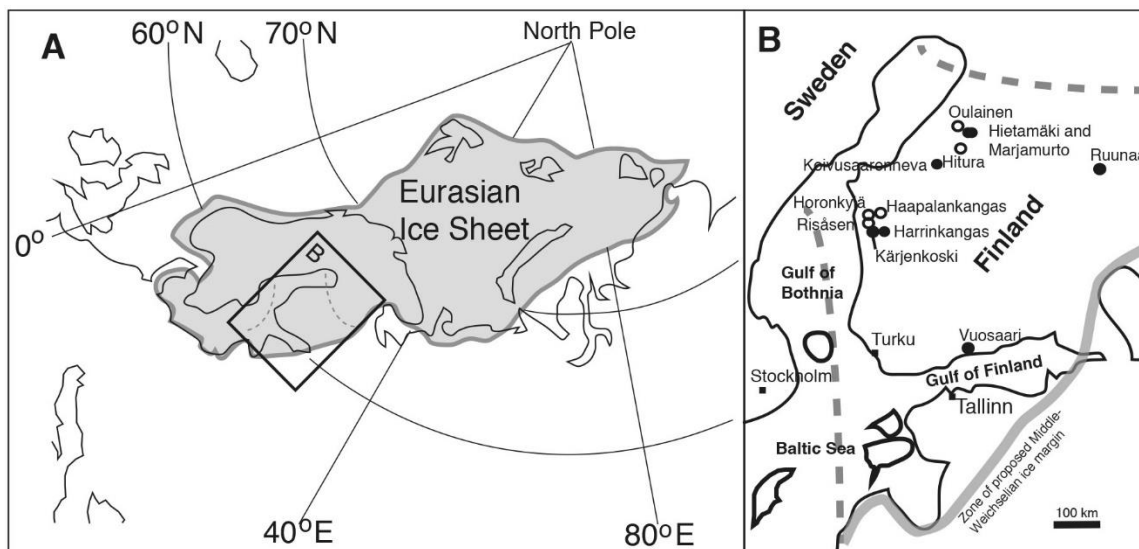 A
60°N
70°N
North Pole
Eurasian
Ice Sheet
0°
B
40°E
80°E
B
Sweden
Oulainen
Hietamäki and
Marjamurto
Koivusaarenneva
Hitura
Ruunaa
Horonkylä
Haapalankangas
Risåsen
Harrinkangas
Kärjenkoski
Finland
Gulf of
Bothnia
Turku
Vuosaari
Gulf of Finland
Stockholm
Tallinn
Baltic Sea
Zone of proposed Middle-
Weichselian ice margin
100 km